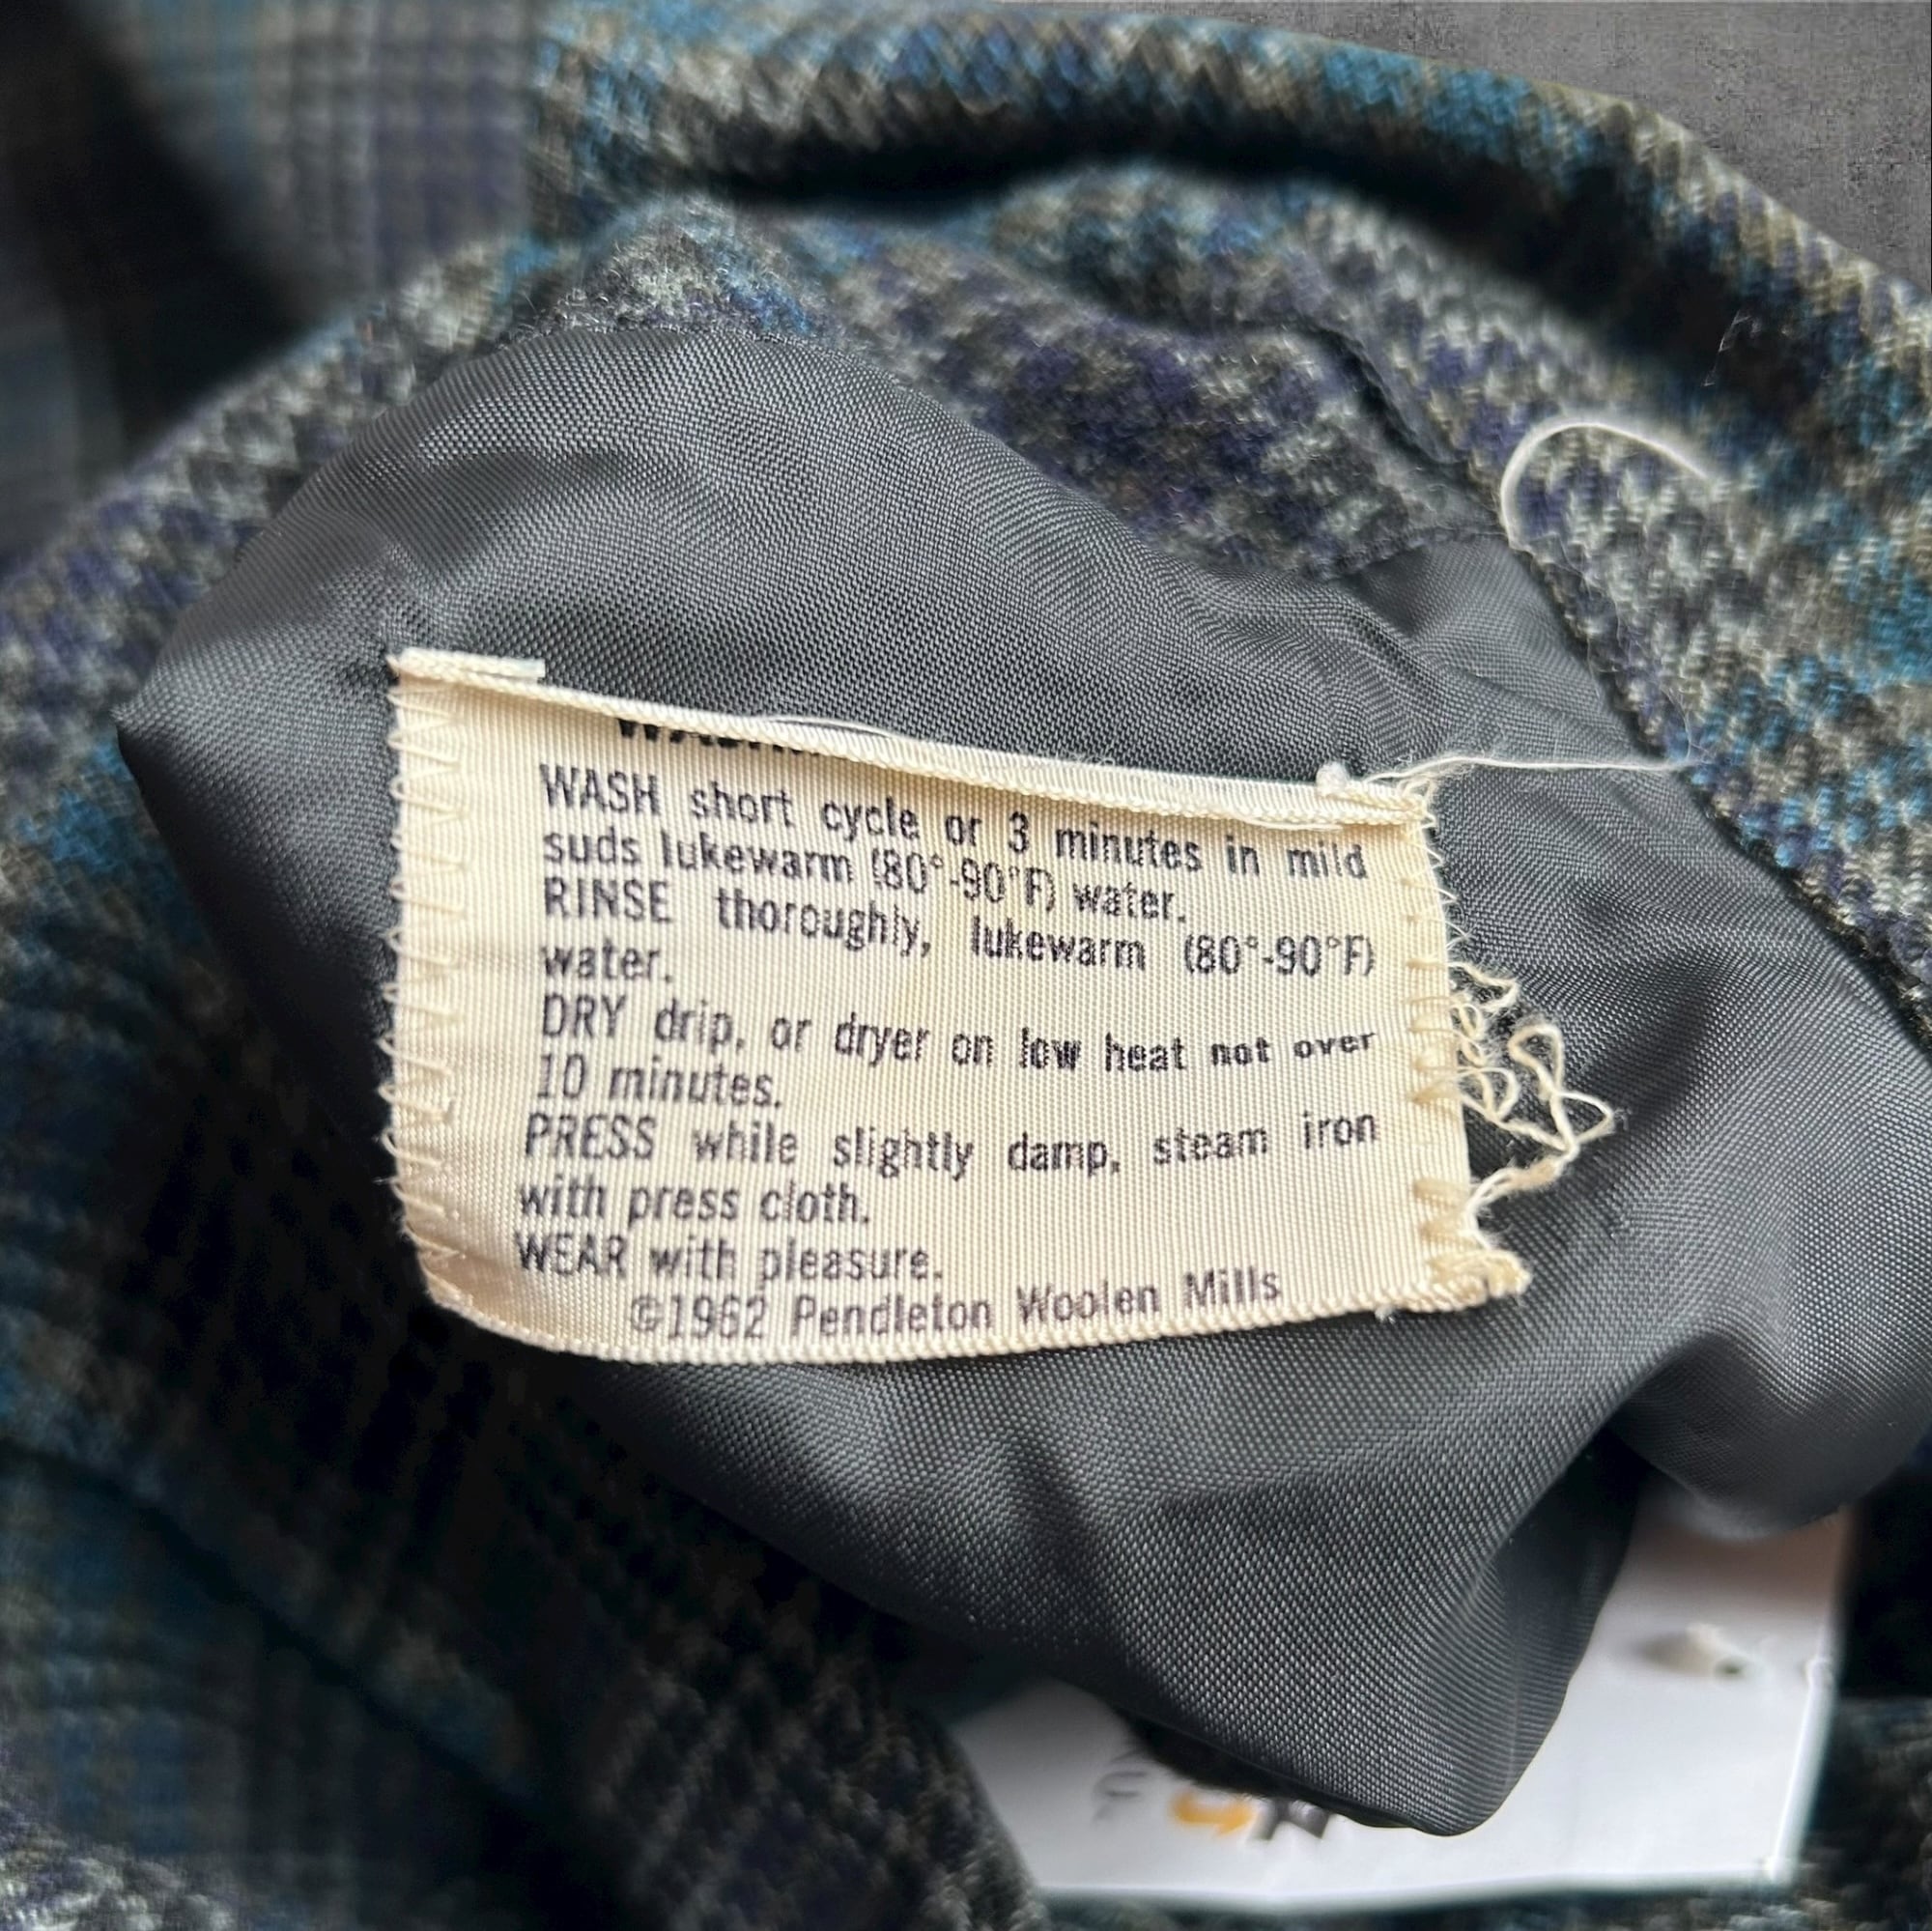 WASH short cycle or 3 minutes in mild
suds lukewarm (80°-90°F) water.
RINSE thoroughly, lukewarm (80°-90°F)
water.
DRY drip, or dryer on low heat not over
10 minutes.
PRESS while slightly damp, steam iron
with press cloth.
WEAR with pleasure.
©1962 Pendleton Woolen Mills